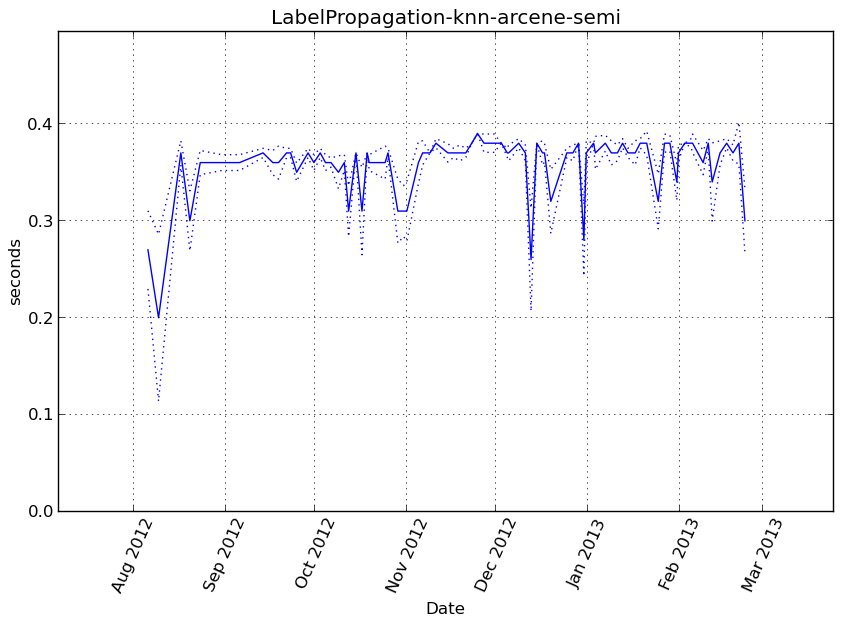 LabelPropagation-knn-arcene-semi
0.4
0.3
0.2
0.1
0.0
seconds
Aug 2012
Sep 2012
Oct 2012
Nov 2012
Dec 2012
Jan 2013
Feb 2013
Mar 2013
Date